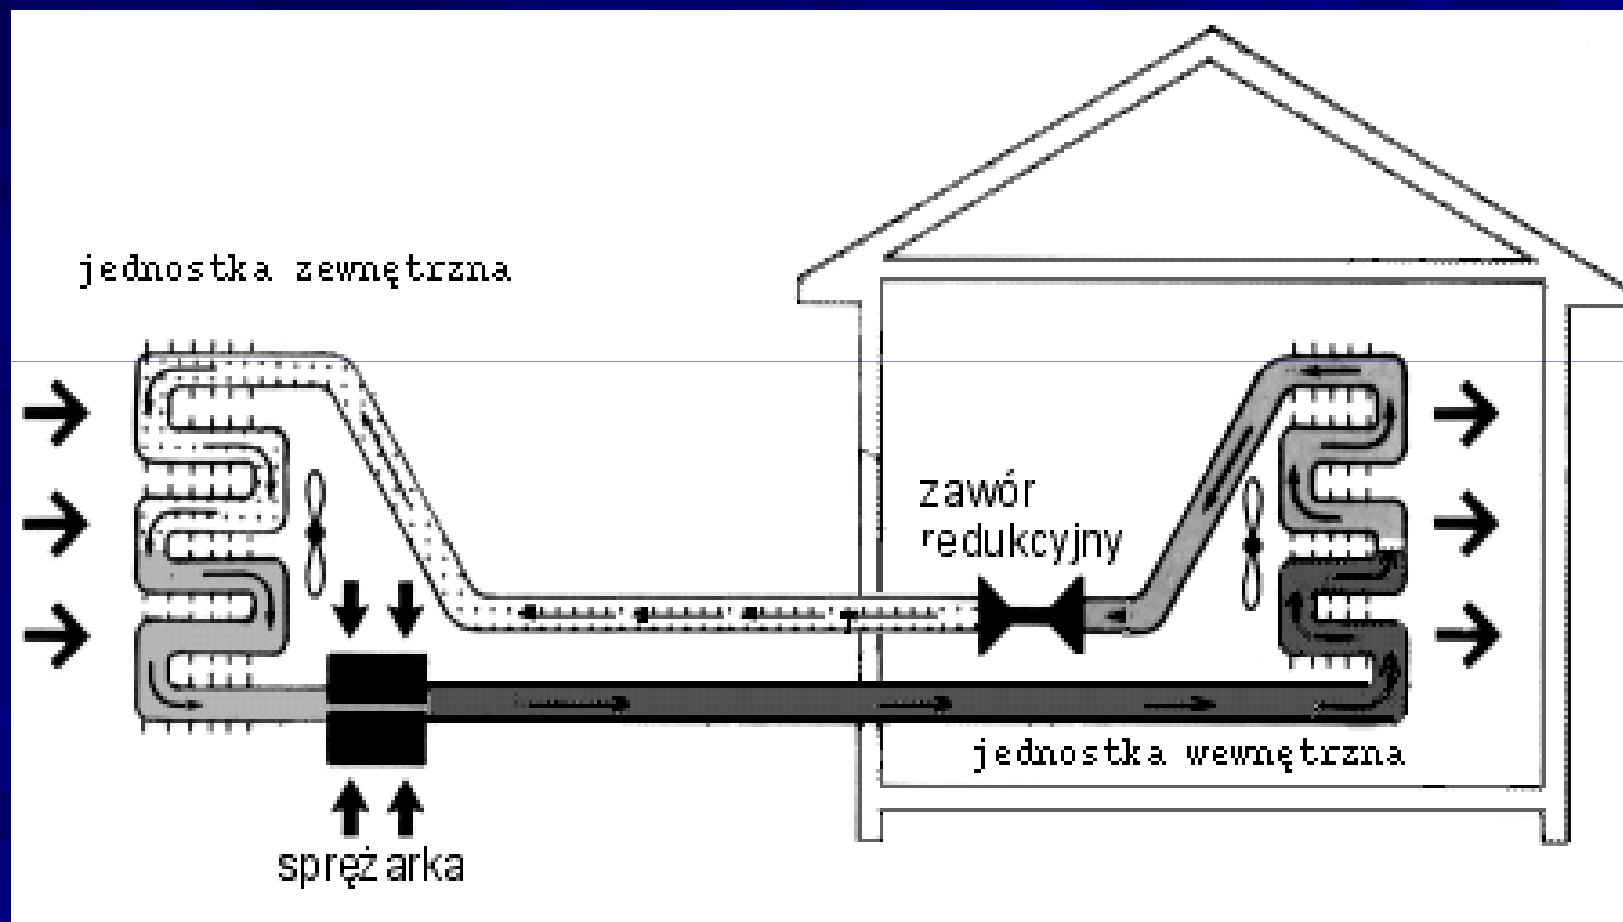 jednostka zewnętrzna
zawór
redukcyjny
jednostka wewnętrzna
sprężarka